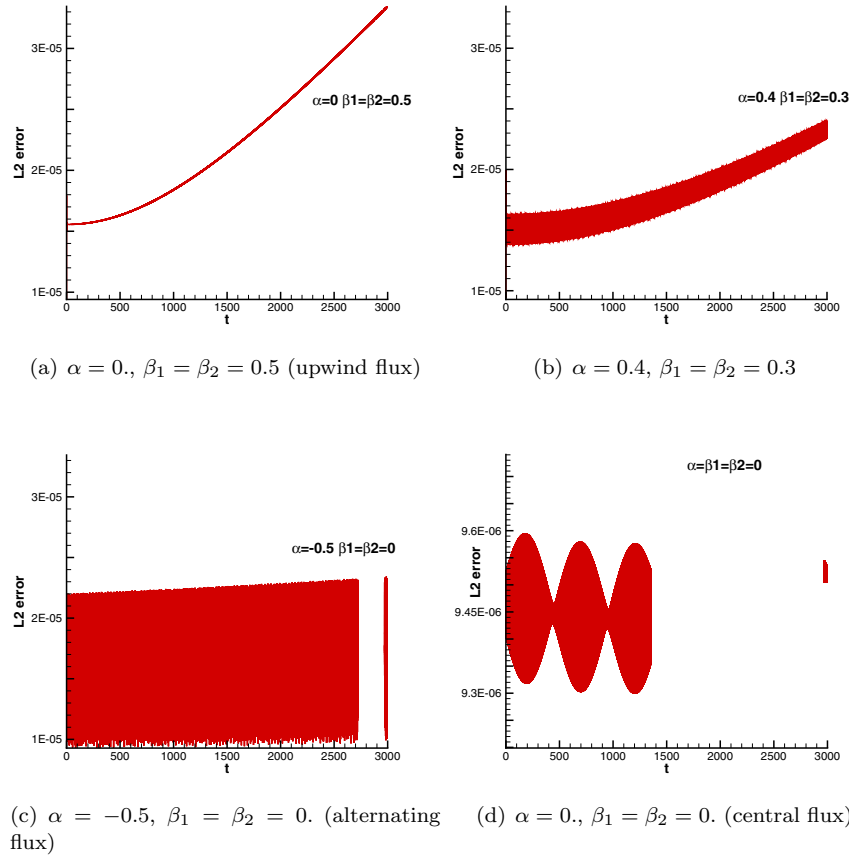 3E-05
2E-05
1E-05
L2 error
α=0 β1=β2=0.5
0 500 1000 1500 2000 2500 3000
t
(a) α = 0., β₁ = β₂ = 0.5 (upwind flux)
3E-05
2E-05
1E-05
L2 error
α=0.4 β1=β2=0.3
0 500 1000 1500 2000 2500 3000
t
(b) α = 0.4, β₁ = β₂ = 0.3
3E-05
2E-05
1E-05
L2 error
α=-0.5 β1=β2=0
0 500 1000 1500 2000 2500 3000
t
(c) α = −0.5, β₁ = β₂ = 0. (alternating
flux)
9.6E-06
9.45E-06
9.3E-06
L2 error
α=β1=β2=0
0 500 1000 1500 2000 2500 3000
t
(d) α = 0., β₁ = β₂ = 0. (central flux)